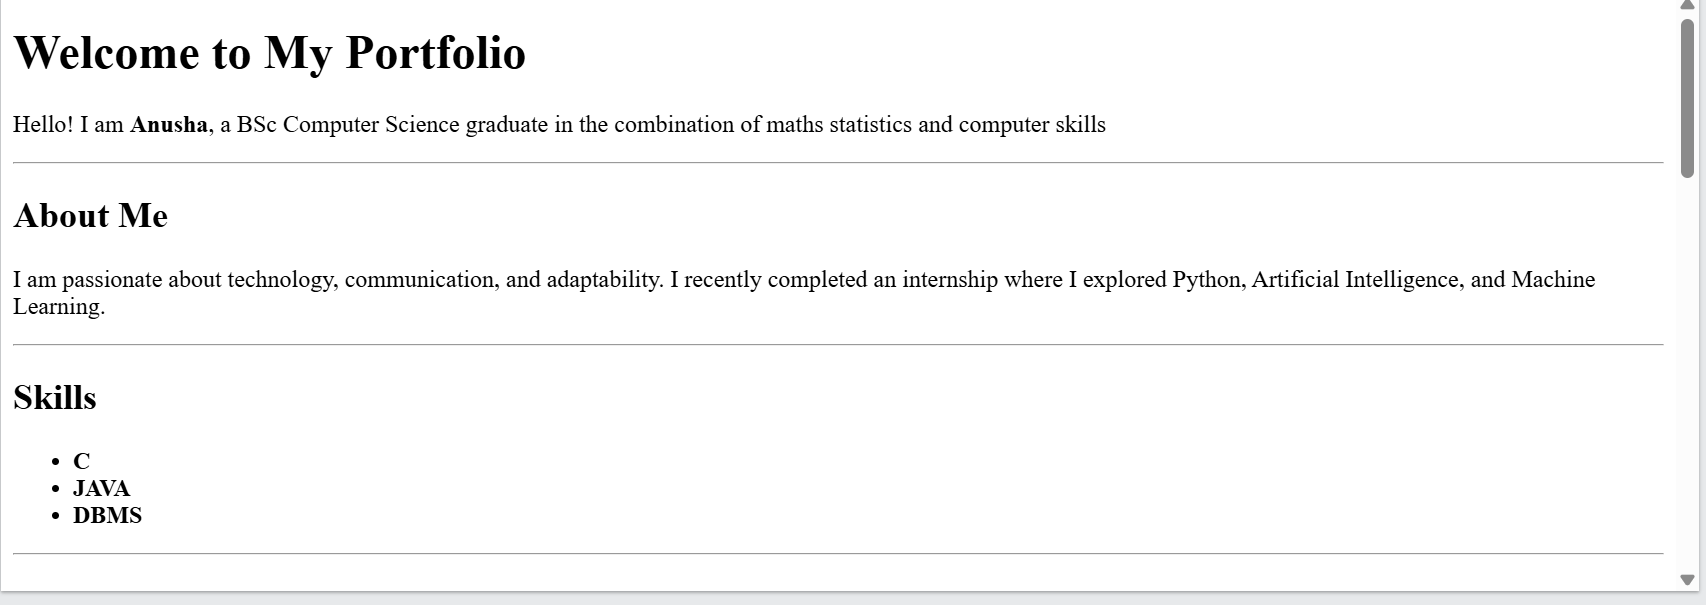 Welcome to My Portfolio
Hello! I am Anusha, a BSc Computer Science graduate in the combination of maths statistics and computer skills
About Me
I am passionate about technology, communication, and adaptability. I recently completed an internship where I explored Python, Artificial Intelligence, and Machine
Learning.
Skills
C
JAVA
DBMS